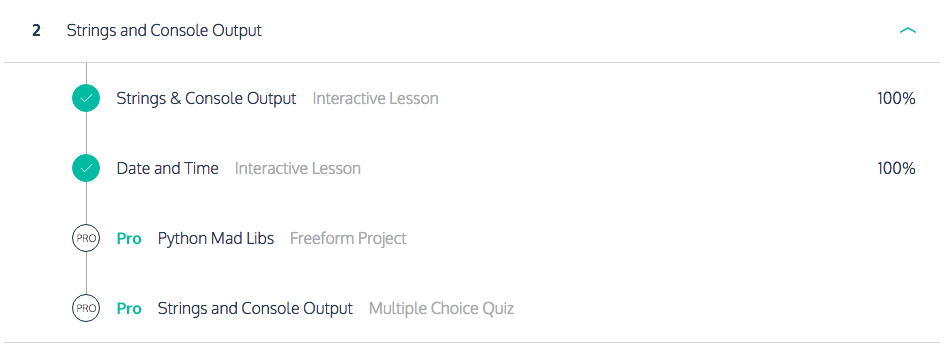 2 Strings and Console Output
Strings & Console Output Interactive Lesson 100%
Date and Time Interactive Lesson 100%
PRO Pro Python Mad Libs Freeform Project
PRO Pro Strings and Console Output Multiple Choice Quiz